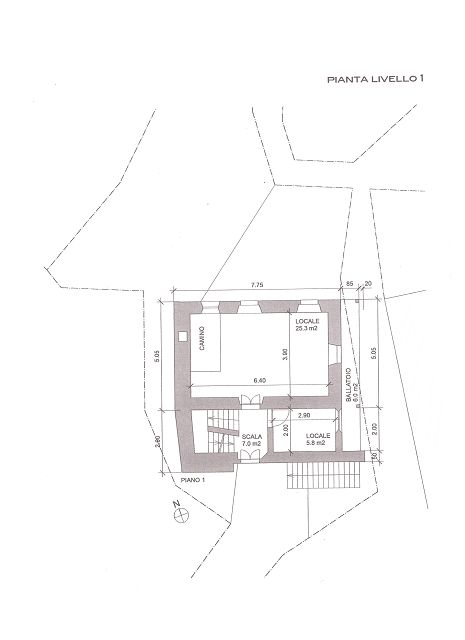 PIANTA LIVELLO 1
7.75
85
20
LOCALE
25.3 m2
CAMINO
3.90
5.05
5.05
6.40
BALLATOIO
6.0 m2
2.90
SCALA
7.0 m2
2.00
LOCALE
5.8 m2
2.00
50
PIANO 1
N